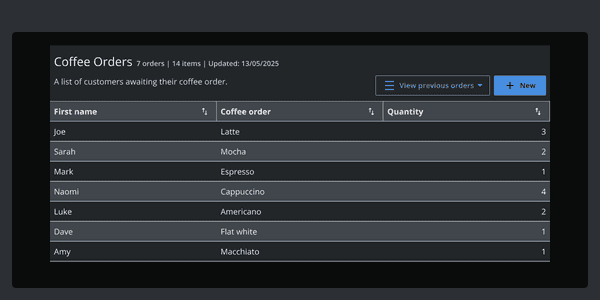 Coffee Orders 7 orders | 14 items | Updated: 13/05/2025
A list of customers awaiting their coffee order.
View previous orders New
First name Coffee order Quantity
Joe Latte 3
Sarah Mocha 2
Mark Espresso 1
Naomi Cappuccino 4
Luke Americano 2
Dave Flat white 1
Amy Macchiato 1